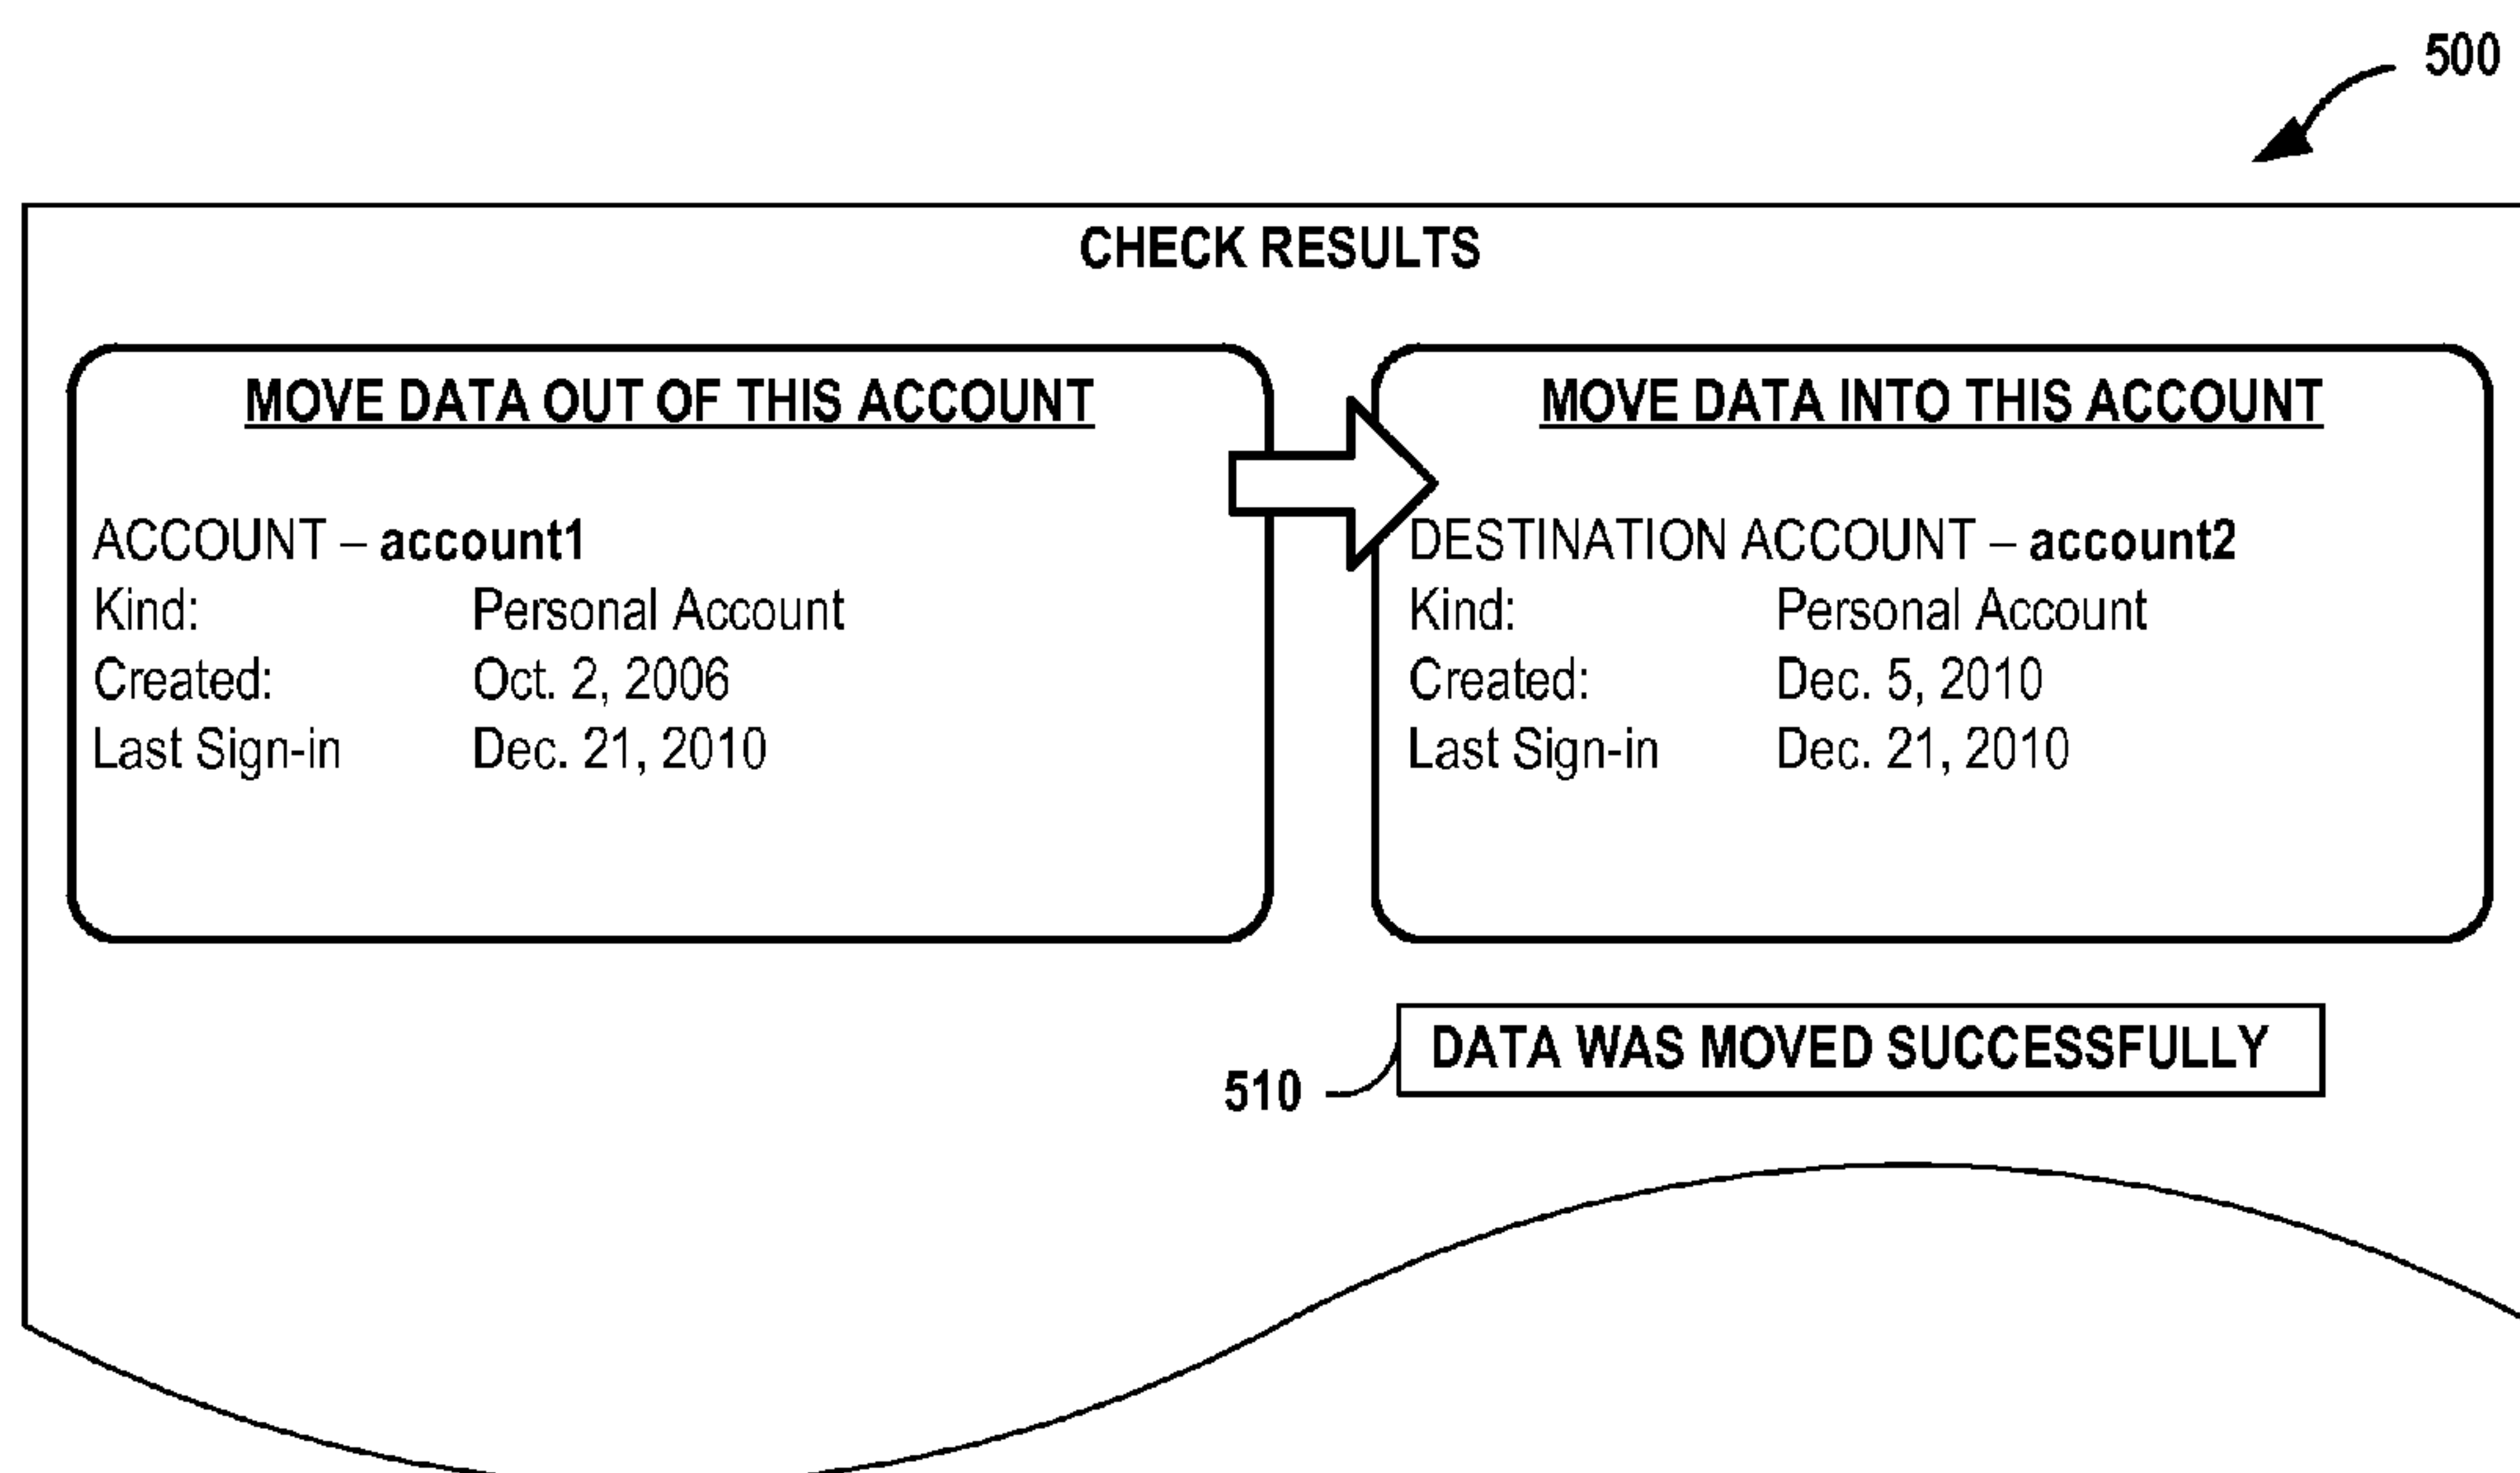 500
CHECK RESULTS
MOVE DATA OUT OF THIS ACCOUNT
ACCOUNT – account1
Kind: Personal Account
Created: Oct. 2, 2006
Last Sign-in Dec. 21, 2010
MOVE DATA INTO THIS ACCOUNT
DESTINATION ACCOUNT – account2
Kind: Personal Account
Created: Dec. 5, 2010
Last Sign-in Dec. 21, 2010
DATA WAS MOVED SUCCESSFULLY
510